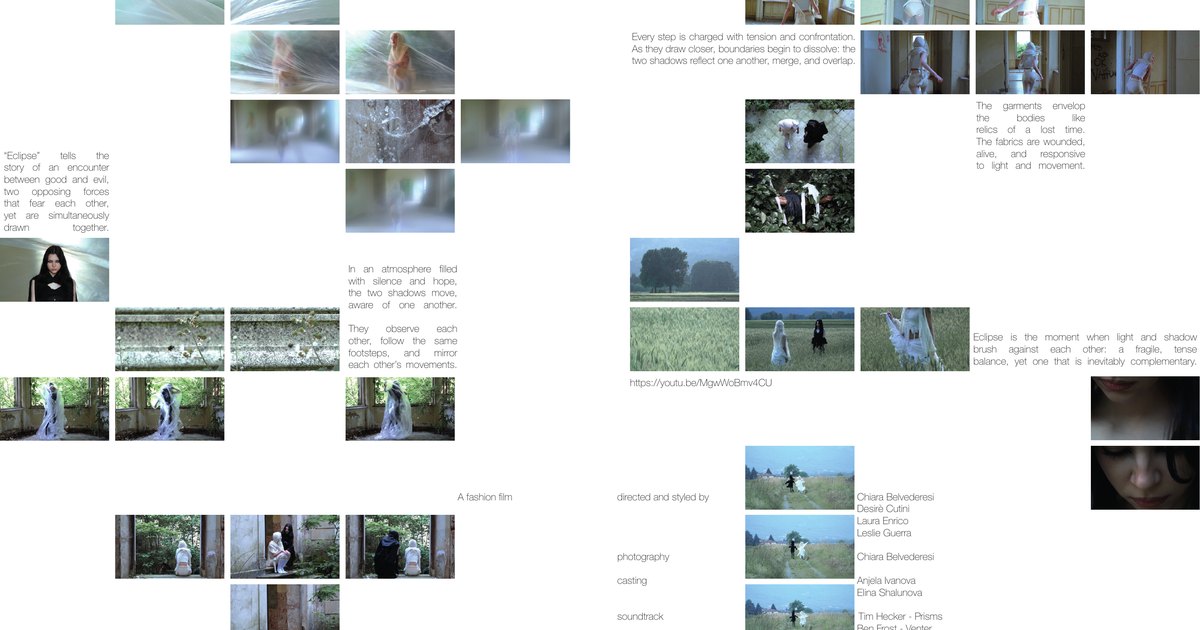 “Eclipse” tells the
story of an encounter
between good and evil,
two opposing forces
that fear each other,
yet are simultaneously
drawn together.
In an atmosphere filled
with silence and hope,
the two shadows move,
aware of one another.
They observe each
other, follow the same
footsteps, and mirror
each other’s movements.
A fashion film
Every step is charged with tension and confrontation.
As they draw closer, boundaries begin to dissolve: the
two shadows reflect one another, merge, and overlap.
The garments envelop
the bodies like
relics of a lost time.
The fabrics are wounded,
alive, and responsive
to light and movement.
Eclipse is the moment when light and shadow
brush against each other: a fragile, tense
balance, yet one that is inevitably complementary.
https://youtu.be/MgwWoBmv4CU
directed and styled by
Chiara Belvederesi
Desirè Cutini
Laura Enrico
Leslie Guerra
photography
Chiara Belvederesi
casting
Anjela Ivanova
Elina Shalunova
soundtrack
Tim Hecker - Prisms
Ben Frost - Venter